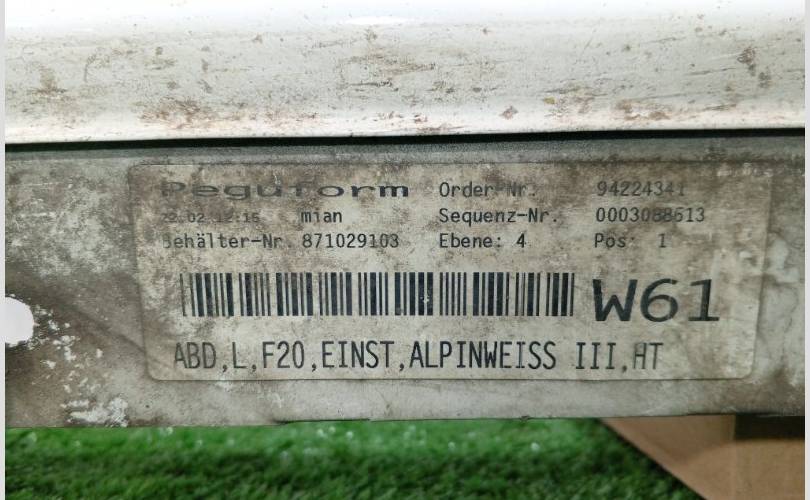 Peguform Order-Nr. 94224341
22.02 12:16 mian Sequenz-Nr. 0003088613
Behälter-Nr. 871029103 Ebene: 4 Pos: 1
W61
ABD,L,F20,EINST,ALPINWEISS III,HT